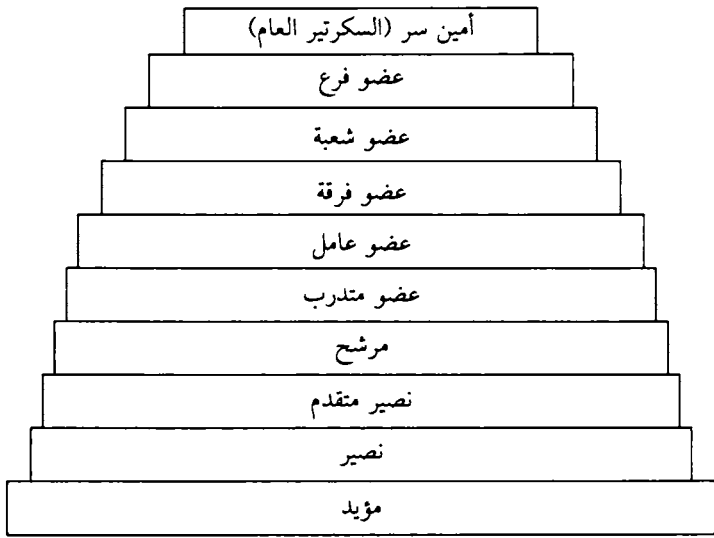 أمين سر (السكرتير العام)
عضو فرع
عضو شعبة
عضو فرقة
عضو عامل
عضو متدرب
مرشح
نصير متقدم
نصير
مؤيد